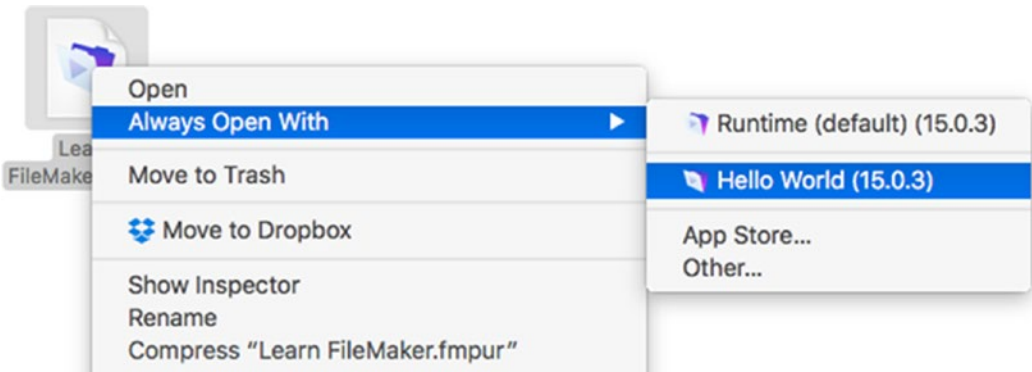 Lea
FileMake
Open
Always Open With
Move to Trash
Move to Dropbox
Show Inspector
Rename
Compress “Learn FileMaker.fmpur”
Runtime (default) (15.0.3)
Hello World (15.0.3)
App Store...
Other...